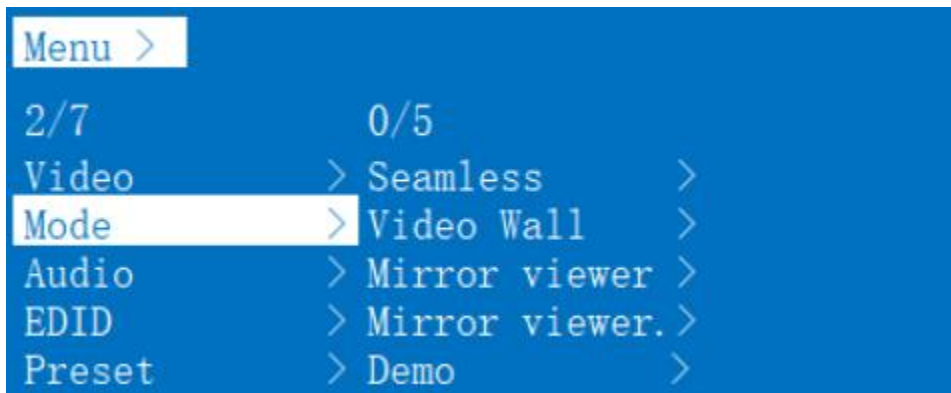 Menu >
2/7 0/5
Video > Seamless >
Mode > Video Wall >
Audio > Mirror viewer >
EDID > Mirror viewer. >
Preset > Demo >